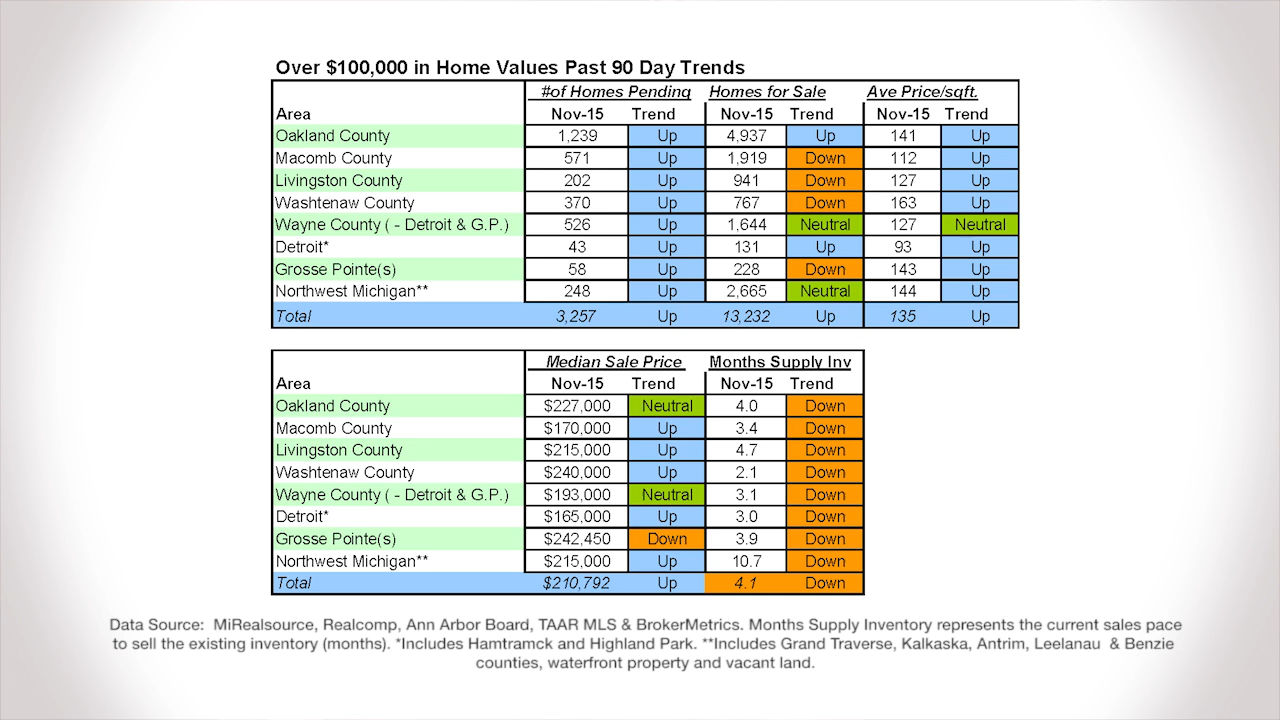 Over $100,000 in Home Values Past 90 Day Trends
#of Homes Pending Homes for Sale Ave Price/sqft.
Area Nov-15 Trend Nov-15 Trend Nov-15 Trend
Oakland County 1,239 Up 4,937 Up 141 Up
Macomb County 571 Up 1,919 Down 112 Up
Livingston County 202 Up 941 Down 127 Up
Washtenaw County 370 Up 767 Down 163 Up
Wayne County ( - Detroit & G.P.) 526 Up 1,644 Neutral 127 Neutral
Detroit* 43 Up 131 Up 93 Up
Grosse Pointe(s) 58 Up 228 Down 143 Up
Northwest Michigan** 248 Up 2,665 Neutral 144 Up
Total 3,257 Up 13,232 Up 135 Up
Median Sale Price Months Supply Inv
Area Nov-15 Trend Nov-15 Trend
Oakland County $227,000 Neutral 4.0 Down
Macomb County $170,000 Up 3.4 Down
Livingston County $215,000 Up 4.7 Down
Washtenaw County $240,000 Up 2.1 Down
Wayne County ( - Detroit & G.P.) $193,000 Neutral 3.1 Down
Detroit* $165,000 Up 3.0 Down
Grosse Pointe(s) $242,450 Down 3.9 Down
Northwest Michigan** $215,000 Up 10.7 Down
Total $210,792 Up 4.1 Down
Data Source: MiRealsource, Realcomp, Ann Arbor Board, TAAR MLS & BrokerMetrics. Months Supply Inventory represents the current sales pace
to sell the existing inventory (months). *Includes Hamtramck and Highland Park. **Includes Grand Traverse, Kalkaska, Antrim, Leelanau & Benzie
counties, waterfront property and vacant land.